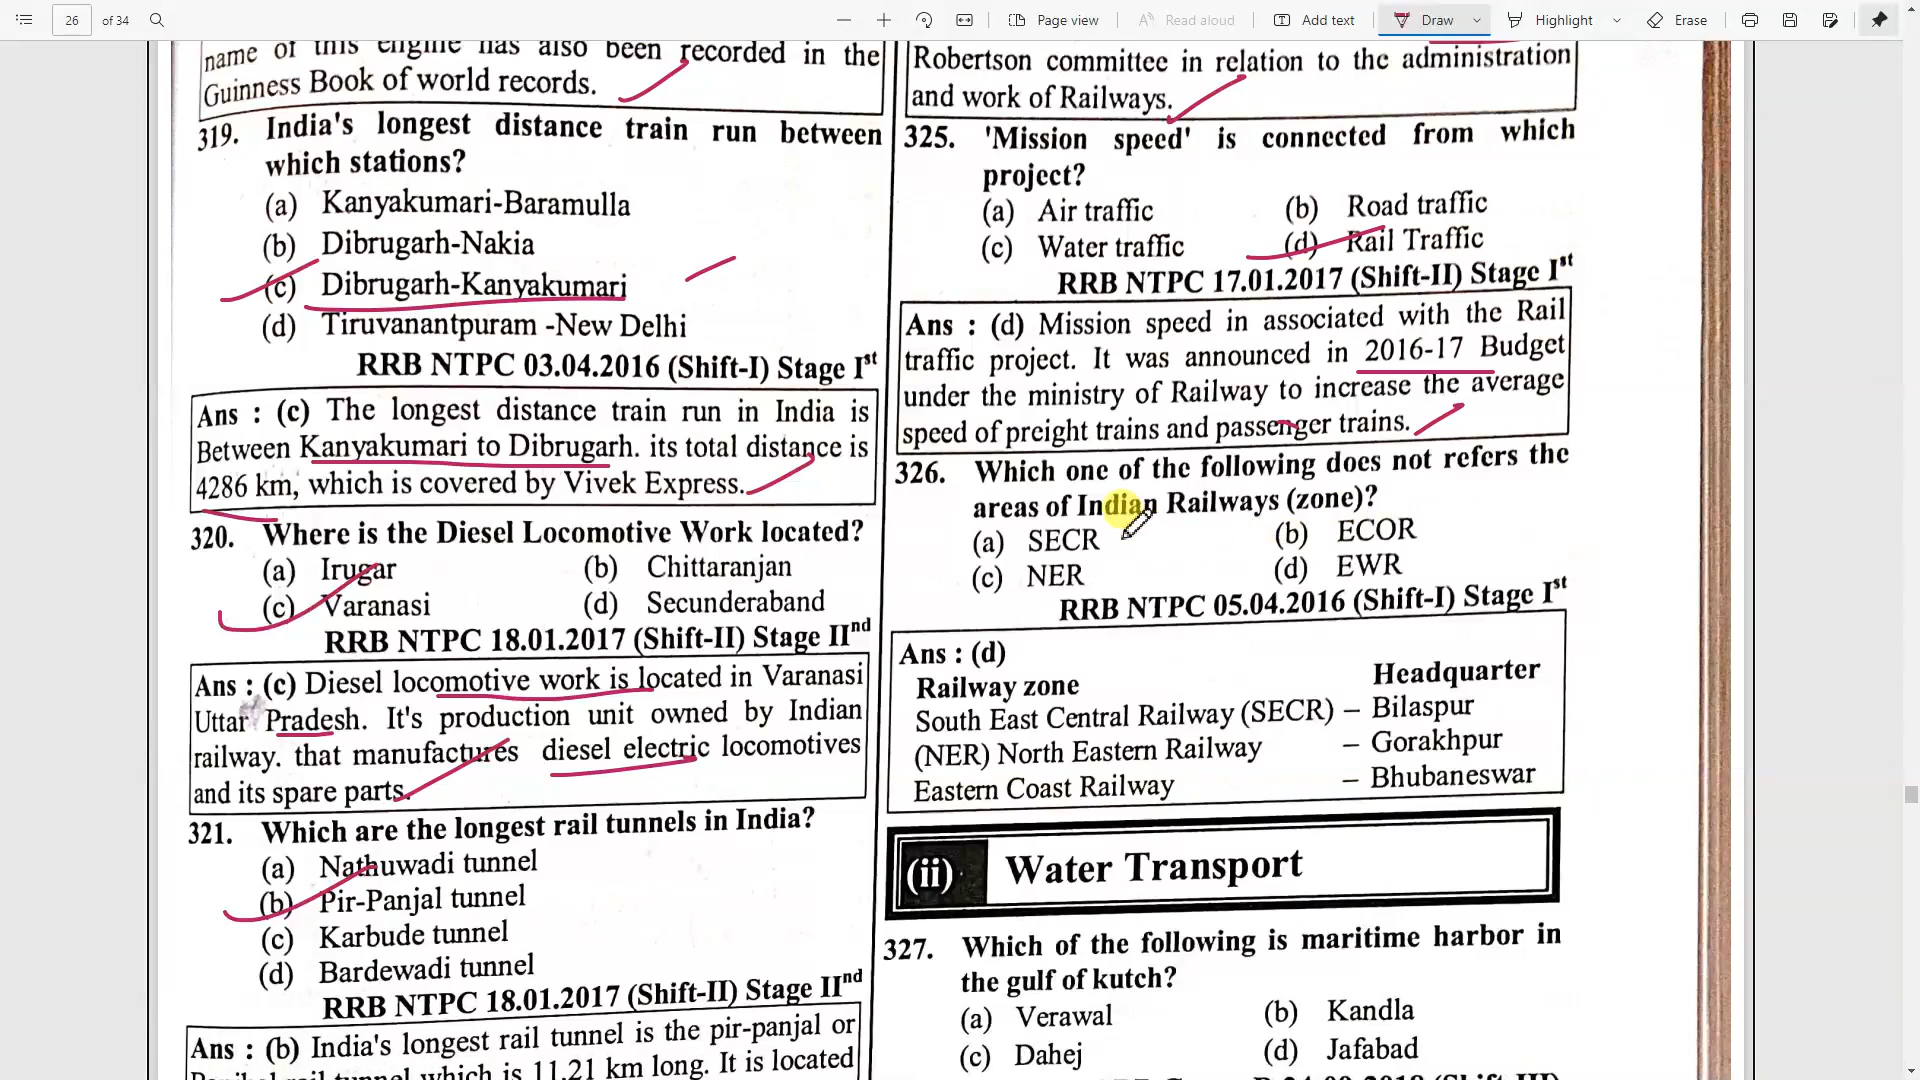 26 of 34
Page view
Read aloud
Add text
Draw
Highlight
Erase
name of this engine has also been recorded in the
Guinness Book of world records.
319. India's longest distance train run between
which stations?
(a) Kanyakumari-Baramulla
(b) Dibrugarh-Nakia
(c) Dibrugarh-Kanyakumari
(d) Tiruvanantpuram -New Delhi
RRB NTPC 03.04.2016 (Shift-I) Stage Ist
Ans : (c) The longest distance train run in India is
Between Kanyakumari to Dibrugarh. its total distance is
4286 km, which is covered by Vivek Express.
320. Where is the Diesel Locomotive Work located?
(a) Irugar (b) Chittaranjan
(c) Varanasi (d) Secunderaband
RRB NTPC 18.01.2017 (Shift-II) Stage IInd
Ans : (c) Diesel locomotive work is located in Varanasi
Uttar Pradesh. It's production unit owned by Indian
railway. that manufactures diesel electric locomotives
and its spare parts.
321. Which are the longest rail tunnels in India?
(a) Nathuwadi tunnel
(b) Pir-Panjal tunnel
(c) Karbude tunnel
(d) Bardewadi tunnel
RRB NTPC 18.01.2017 (Shift-II) Stage IInd
Ans : (b) India's longest rail tunnel is the pir-panjal or
rail tunnel which is 11.21 km long. It is located
Robertson committee in relation to the administration
and work of Railways.
325. 'Mission speed' is connected from which
project?
(a) Air traffic (b) Road traffic
(c) Water traffic (d) Rail Traffic
RRB NTPC 17.01.2017 (Shift-II) Stage Ist
Ans : (d) Mission speed in associated with the Rail
traffic project. It was announced in 2016-17 Budget
under the ministry of Railway to increase the average
speed of preight trains and passenger trains.
326. Which one of the following does not refers the
areas of Indian Railways (zone)?
(a) SECR (b) ECOR
(c) NER (d) EWR
RRB NTPC 05.04.2016 (Shift-I) Stage Ist
Ans : (d)
Railway zone Headquarter
South East Central Railway (SECR) – Bilaspur
(NER) North Eastern Railway – Gorakhpur
Eastern Coast Railway – Bhubaneswar
(ii) Water Transport
327. Which of the following is maritime harbor in
the gulf of kutch?
(a) Verawal (b) Kandla
(c) Dahej (d) Jafabad